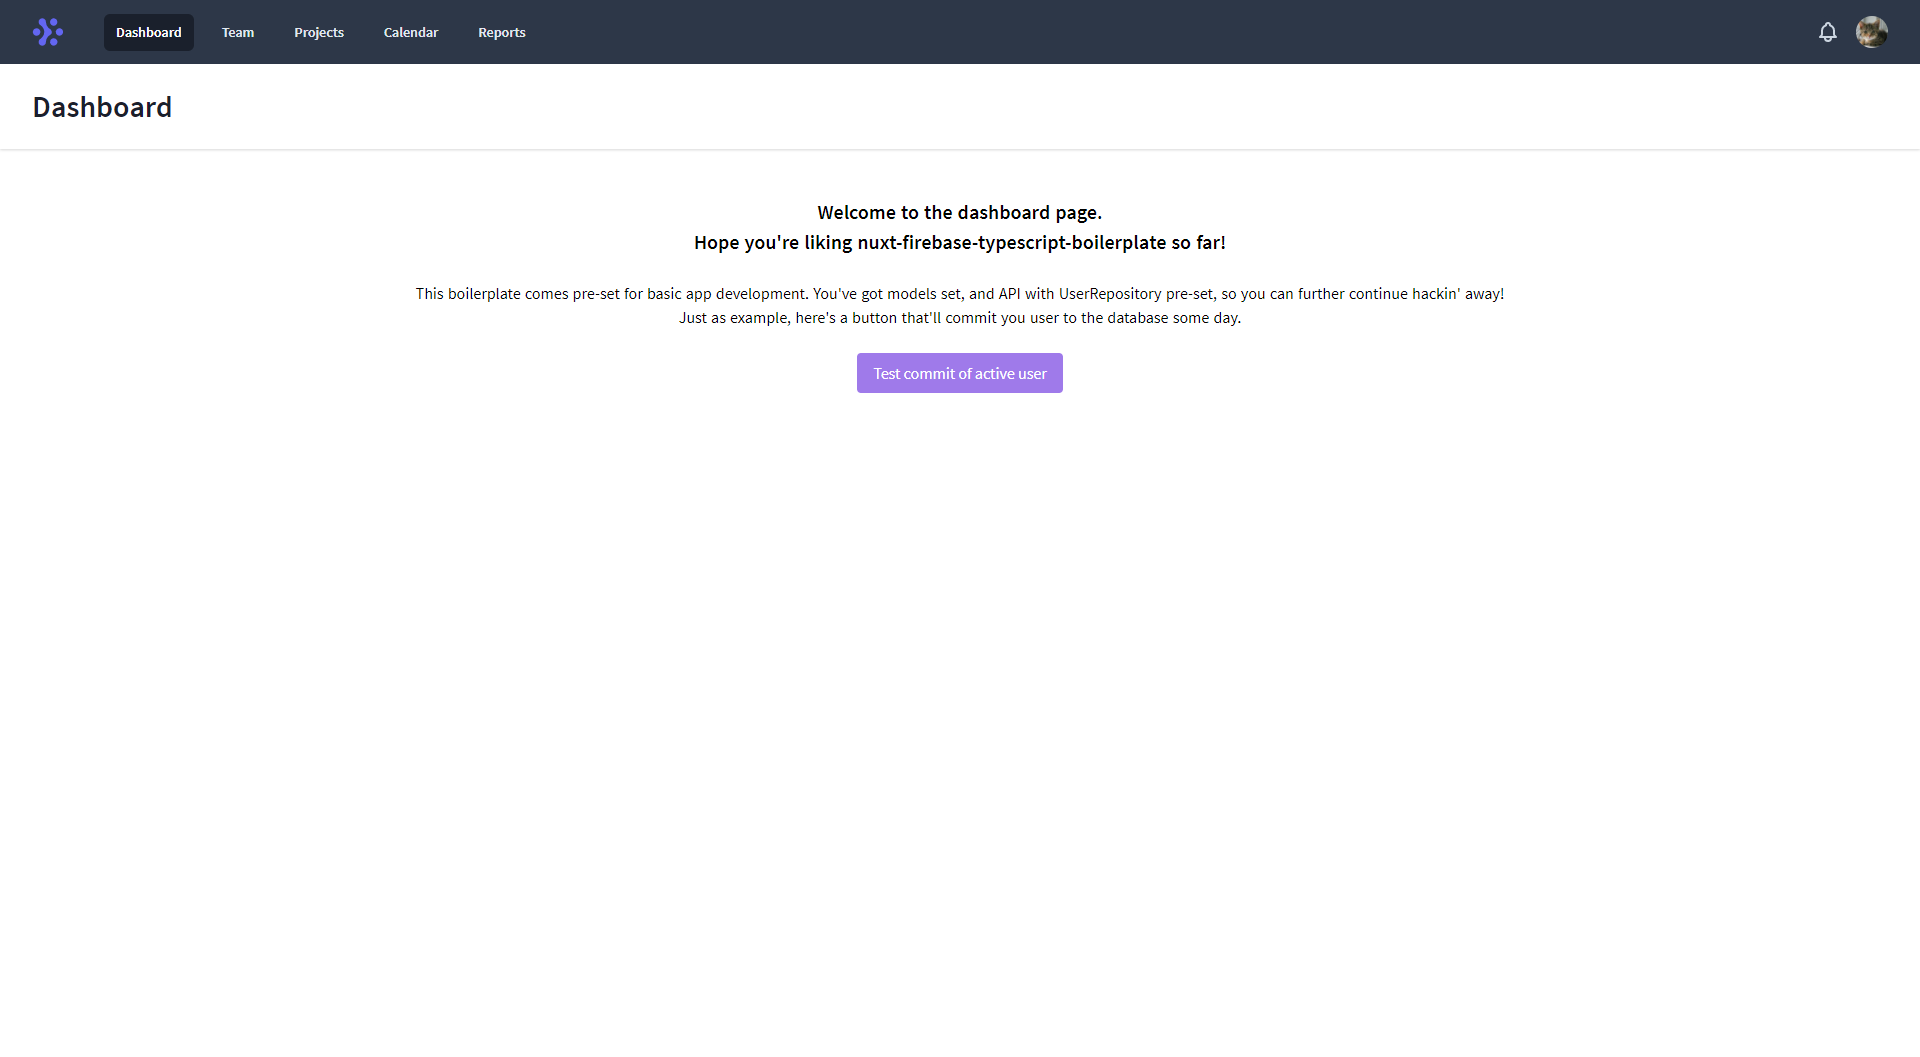 Dashboard Team Projects Calendar Reports
Dashboard
Welcome to the dashboard page.
Hope you're liking nuxt-firebase-typescript-boilerplate so far!
This boilerplate comes pre-set for basic app development. You've got models set, and API with UserRepository pre-set, so you can further continue hackin' away!
Just as example, here's a button that'll commit you user to the database some day.
Test commit of active user